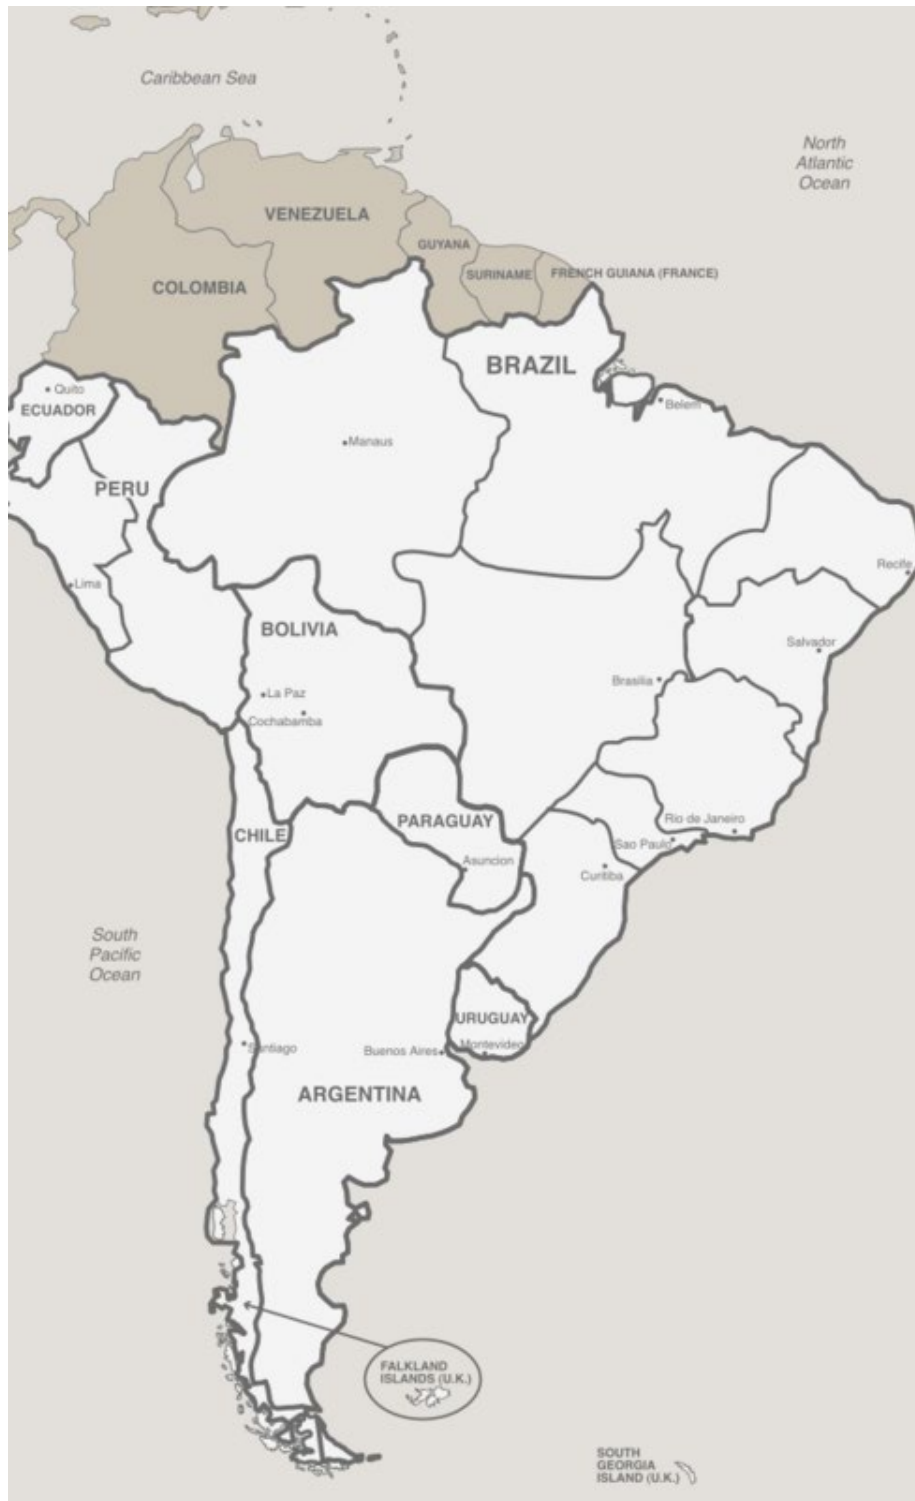 Caribbean Sea
North
Atlantic
Ocean
VENEZUELA
GUYANA
SURINAME
FRENCH GUIANA (FRANCE)
COLOMBIA
BRAZIL
Quito
ECUADOR
Belem
Manaus
PERU
Lima
Recife
BOLIVIA
Salvador
La Paz
Brasilia
Cochabamba
CHILE
PARAGUAY
Rio de Janeiro
Sao Paulo
Asuncion
Curitiba
South
Pacific
Ocean
URUGUAY
Santiago
Buenos Aires
Montevideo
ARGENTINA
FALKLAND
ISLANDS (U.K.)
SOUTH
GEORGIA
ISLAND (U.K.)